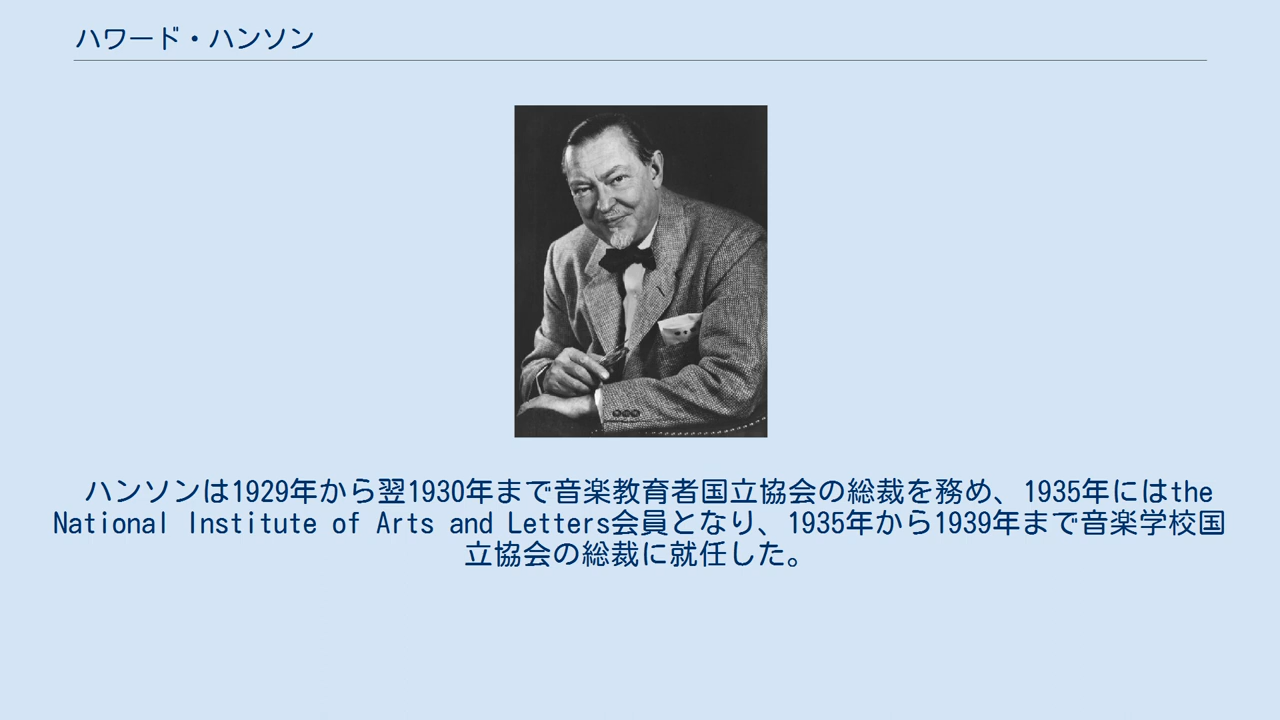 ハワード・ハンソン
ハンソンは1929年から翌1930年まで音楽教育者国立協会の総裁を務め、1935年にはthe
National Institute of Arts and Letters会員となり、1935年から1939年まで音楽学校国
立協会の総裁に就任した。